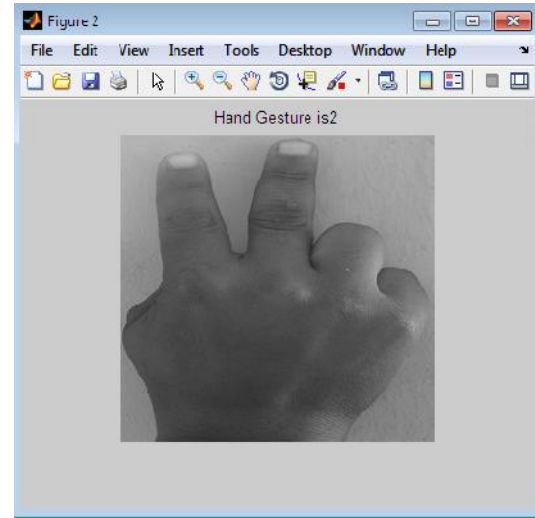 Figure 2
File Edit View Insert Tools Desktop Window Help
Hand Gesture is2